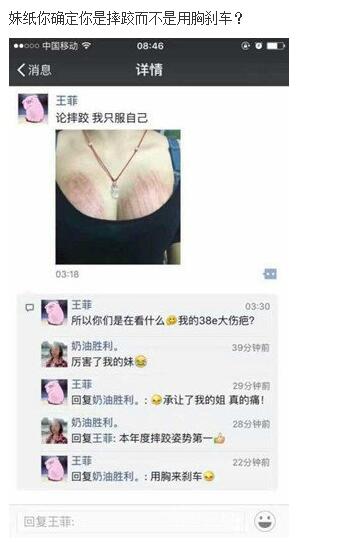 妹纸你确定你是摔跤而不是用胸刹车？
中国移动 08:46
消息 详情
王菲
论摔跤 我只服自己
03:18
王菲 03:30
所以你们是在看什么我的38e大伤疤?
奶油胜利。 39分钟前
厉害了我的妹
王菲 29分钟前
回复奶油胜利。: 承让了我的姐 真的痛!
奶油胜利。 28分钟前
回复王菲: 本年度摔跤姿势第一
王菲 22分钟前
回复奶油胜利。: 用胸来刹车
回复王菲: